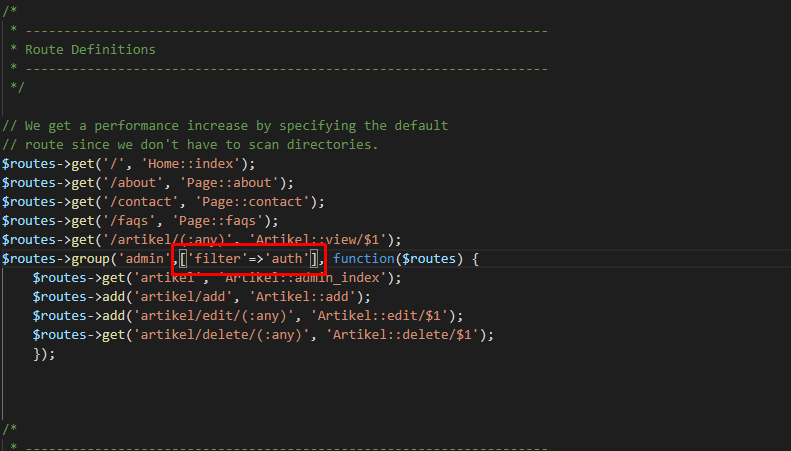 /*
 * --------------------------------------------------------------------
 * Route Definitions
 * --------------------------------------------------------------------
 */
// We get a performance increase by specifying the default
// route since we don't have to scan directories.
$routes->get('/', 'Home::index');
$routes->get('/about', 'Page::about');
$routes->get('/contact', 'Page::contact');
$routes->get('/faqs', 'Page::faqs');
$routes->get('/artikel/(:any)', 'Artikel::view/$1');
$routes->group('admin',['filter'=>'auth'], function($routes) {
    $routes->get('artikel', 'Artikel::admin_index');
    $routes->add('artikel/add', 'Artikel::add');
    $routes->add('artikel/edit/(:any)', 'Artikel::edit/$1');
    $routes->get('artikel/delete/(:any)', 'Artikel::delete/$1');
    });
/*
 * --------------------------------------------------------------------